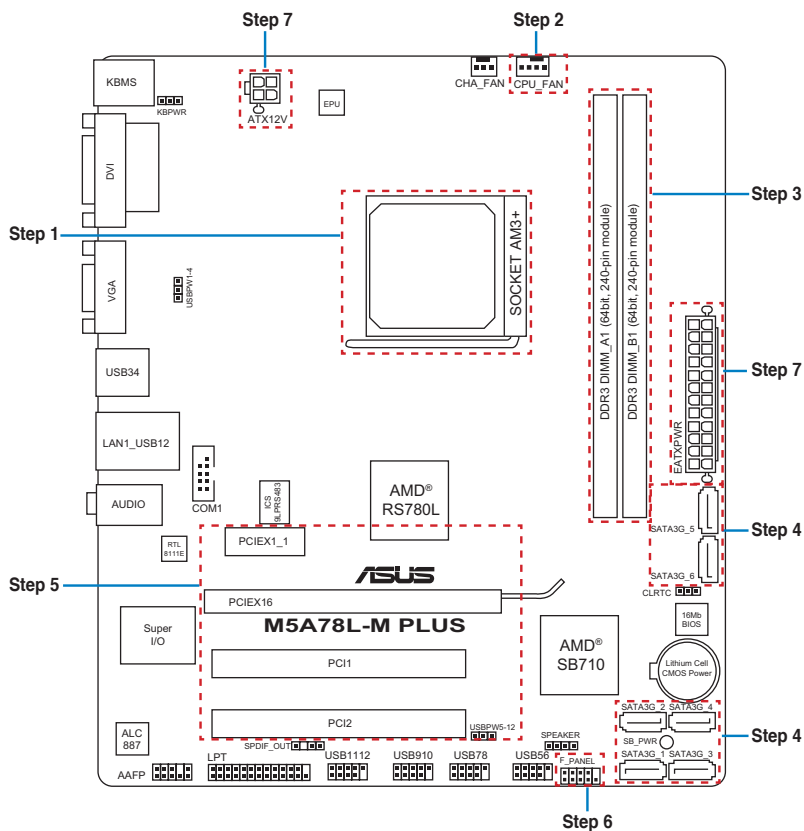 Step 7
Step 2
KBMS
KBPWR
ATX12V
EPU
CHA_FAN
CPU_FAN
DVI
Step 3
Step 1
SOCKET AM3+
DDR3 DIMM_A1 (64bit, 240-pin module)
DDR3 DIMM_B1 (64bit, 240-pin module)
VGA
USBPW1-4
USB34
EATXPWR
Step 7
LAN1_USB12
COM1
AUDIO
ICS
9LPRS483
AMD®
RS780L
SATA3G_5
Step 4
RTL
8111E
PCIEX1_1
SATA3G_6
Step 5
ASUS
CLRTC
PCIEX16
16Mb
BIOS
M5A78L-M PLUS
Super
I/O
AMD®
SB710
PCI1
Lithium Cell
CMOS Power
PCI2
SATA3G_2
SATA3G_4
ALC
887
USBPW5-12
SPDIF_OUT
SPEAKER
SB_PWR
Step 4
AAFP
LPT
USB1112
USB910
USB78
USB56
F_PANEL
SATA3G_1
SATA3G_3
Step 6